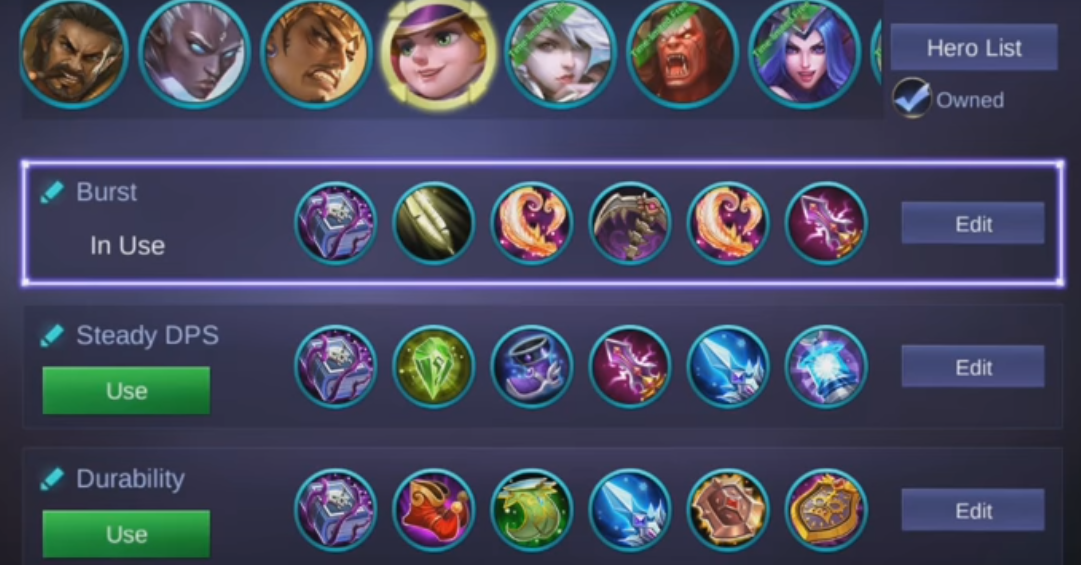 Hero List
Owned
Burst
In Use
Edit
Steady DPS
Use
Edit
Durability
Use
Edit